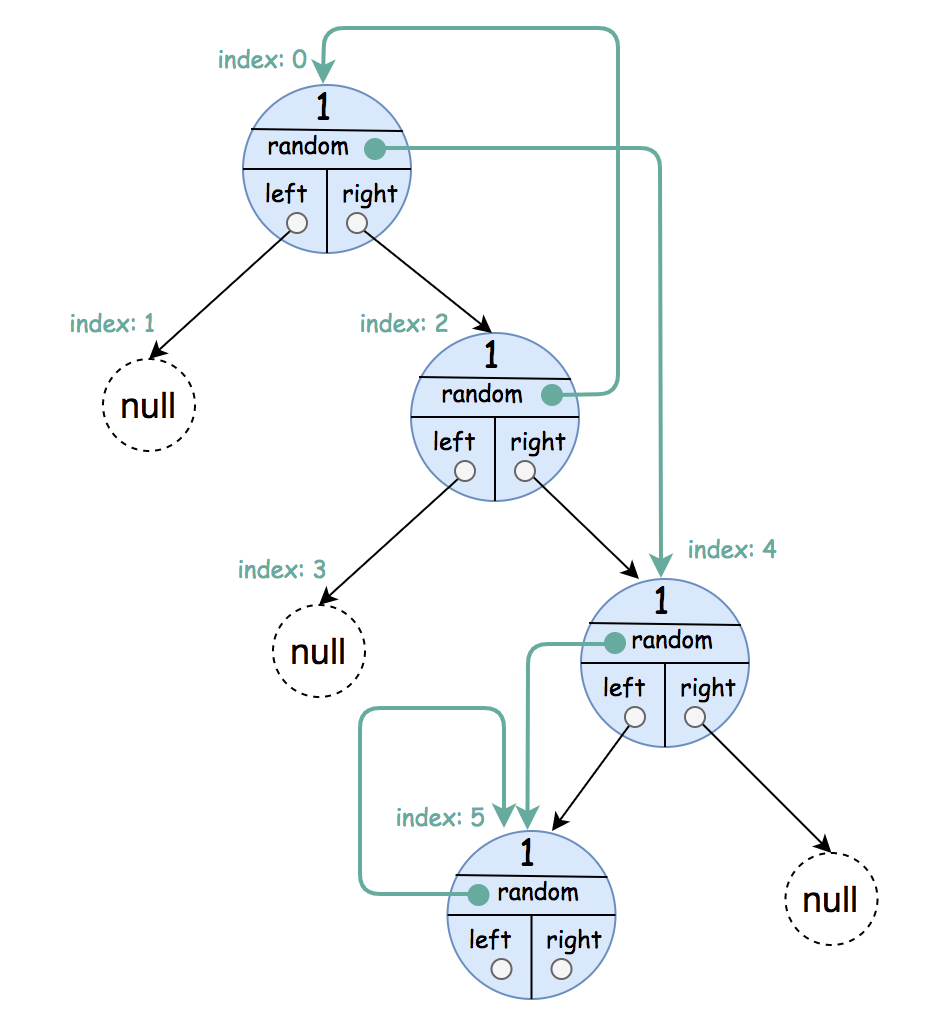 index: 0
1
random
left right
index: 1
index: 2
null
1
random
left right
index: 3
index: 4
null
1
random
left right
index: 5
1
random
left right
null